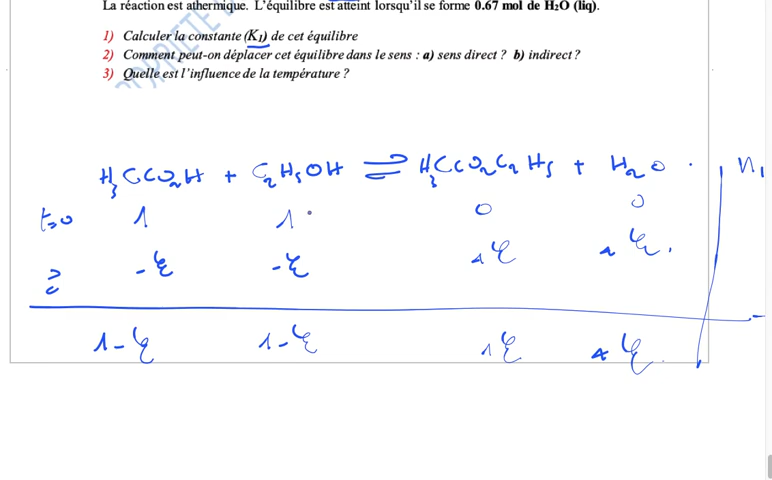 La réaction est athermique. L'équilibre est atteint lorsqu'il se forme 0.67 mol de H₂O (liq).
1) Calculer la constante (K₁) de cet équilibre
2) Comment peut-on déplacer cet équilibre dans le sens : a) sens direct ? b) indirect ?
3) Quelle est l'influence de la température ?
H₃CCO₂H + C₂H₅OH ⇌ H₃CCO₂C₂H₅ + H₂O
t=0 1 1 0 0
-ξ -ξ +ξ +ξ
1-ξ 1-ξ +ξ +ξ